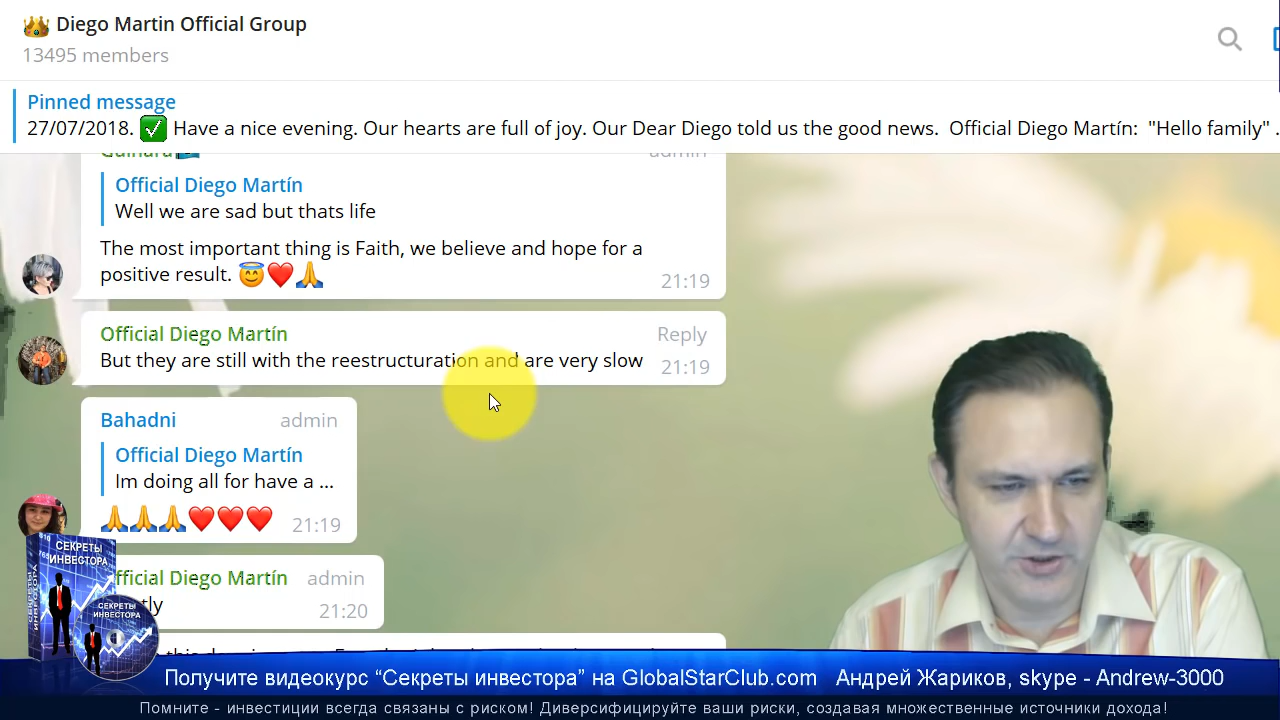 Diego Martin Official Group
13495 members
Pinned message
27/07/2018. ✅ Have a nice evening. Our hearts are full of joy. Our Dear Diego told us the good news. Official Diego Martín: "Hello family" .
admin
Official Diego Martín
Well we are sad but thats life
The most important thing is Faith, we believe and hope for a
positive result. 😇❤️🙏
21:19
Official Diego Martín Reply
But they are still with the reestructuration and are very slow
21:19
Bahadni admin
Official Diego Martín
Im doing all for have a ...
🙏🙏🙏❤️❤️❤️ 21:19
fficial Diego Martín admin
tly
21:20
СЕКРЕТЫ
ИНВЕСТОРА
СЕКРЕТЫ ИНВЕСТОРА
СЕКРЕТЫ
ИНВЕСТОРА
Получите видеокурс “Секреты инвестора” на GlobalStarClub.com Андрей Жариков, skype - Andrew-3000
Помните - инвестиции всегда связаны с риском! Диверсифицируйте ваши риски, создавая множественные источники дохода!